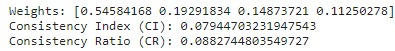 Weights: [0.54584168 0.19291834 0.14873721 0.11250278]
Consistency Index (CI): 0.07944703231947543
Consistency Ratio (CR): 0.0882744803549727